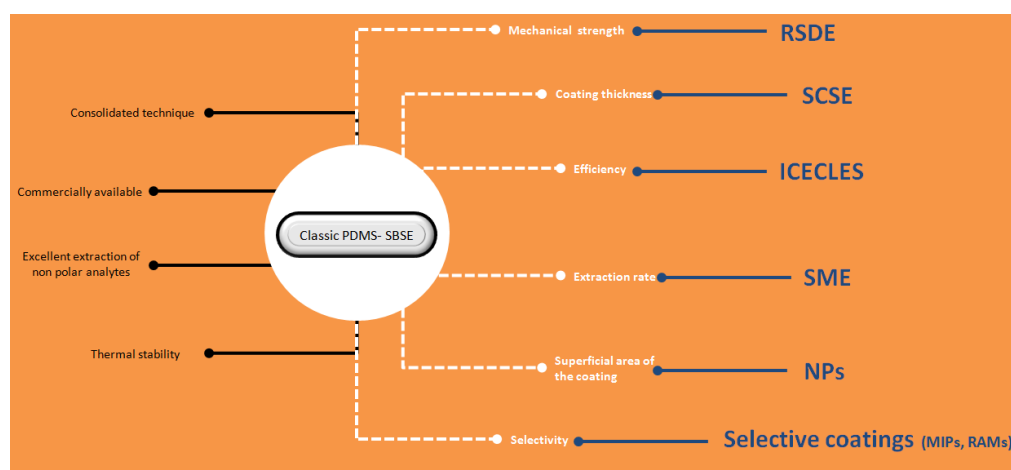 Mechanical strength
RSDE
Coating thickness
SCSE
Consolidated technique
Efficiency
ICECLES
Commercially available
Classic PDMS- SBSE
Excellent extraction of
non polar analytes
Extraction rate
SME
Thermal stability
Superficial area of
the coating
NPs
Selectivity
Selective coatings (MIPs, RAMs)